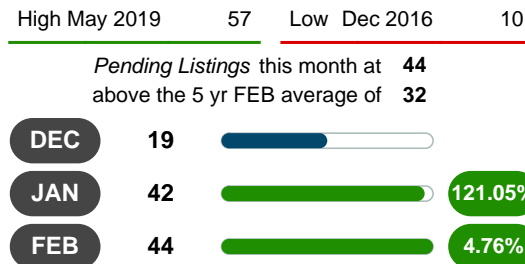 High May 2019 57 Low Dec 2016 10
Pending Listings this month at 44
above the 5 yr FEB average of 32
DEC 19
JAN 42 121.05%
FEB 44 4.76%